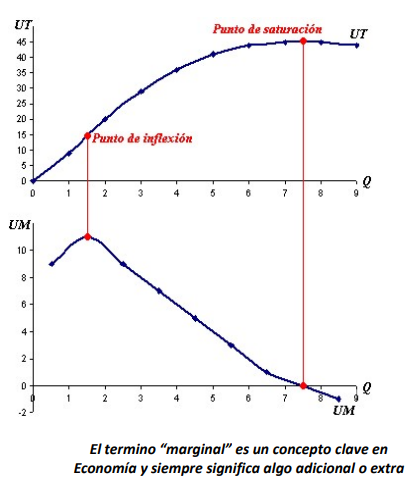 UT
Punto de saturación
45
UT
40
35
30
25
20
15
Punto de inflexión
10
5
0
0 1 2 3 4 5 6 7 8 9
Q
UM
10
8
6
4
2
Q
0
0 1 2 3 4 5 6 7 8 9
-2
UM
El termino “marginal” es un concepto clave en
Economía y siempre significa algo adicional o extra